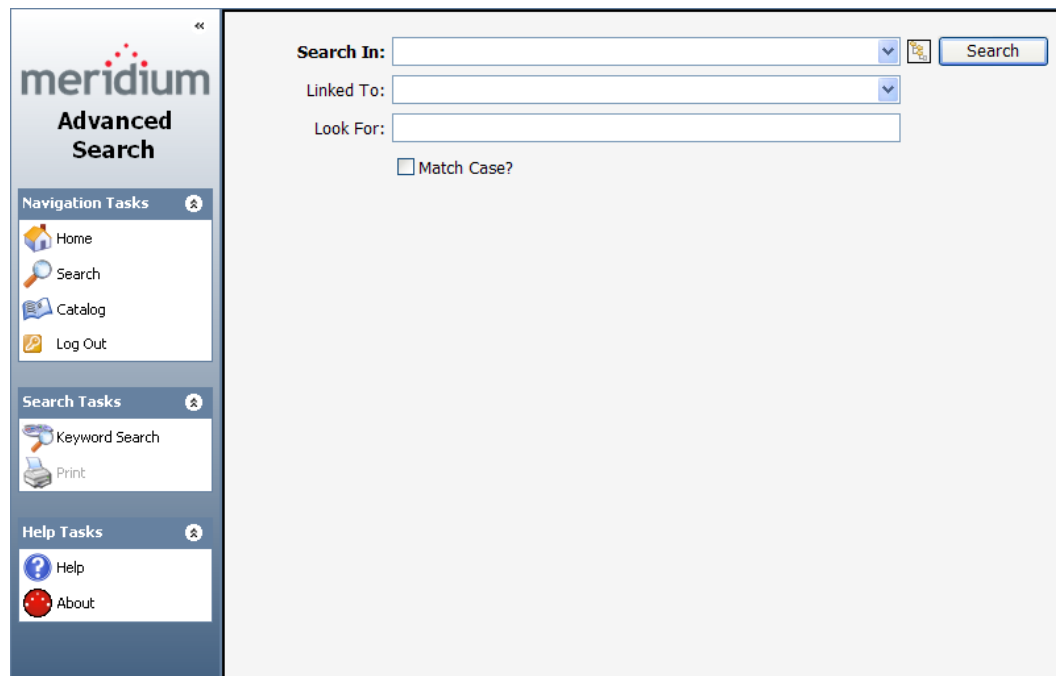 «
meridium
Advanced
Search
Navigation Tasks
Home
Search
Catalog
Log Out
Search Tasks
Keyword Search
Print
Help Tasks
Help
About
Search In:
Search
Linked To:
Look For:
Match Case?